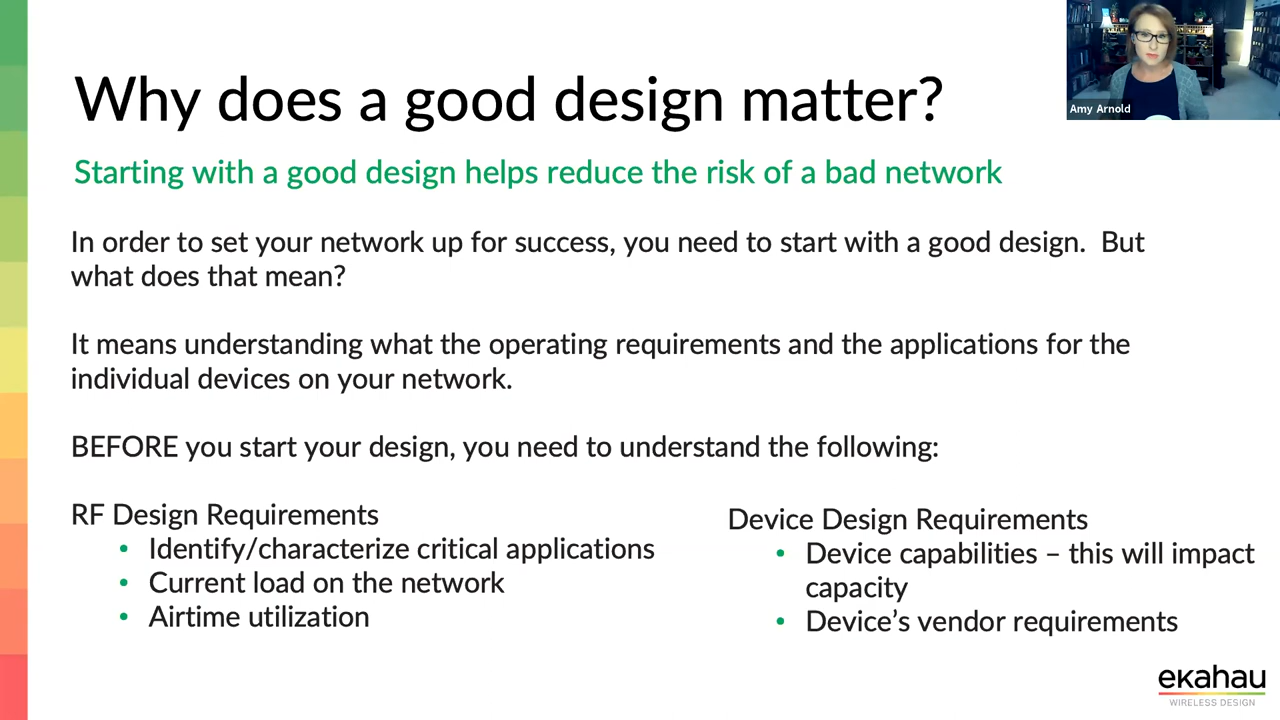 Why does a good design matter?
Amy Arnold
Starting with a good design helps reduce the risk of a bad network
In order to set your network up for success, you need to start with a good design.  But
what does that mean?
It means understanding what the operating requirements and the applications for the
individual devices on your network.
BEFORE you start your design, you need to understand the following:
RF Design Requirements
• Identify/characterize critical applications
• Current load on the network
• Airtime utilization
Device Design Requirements
• Device capabilities – this will impact
capacity
• Device’s vendor requirements
ekahau
WIRELESS DESIGN